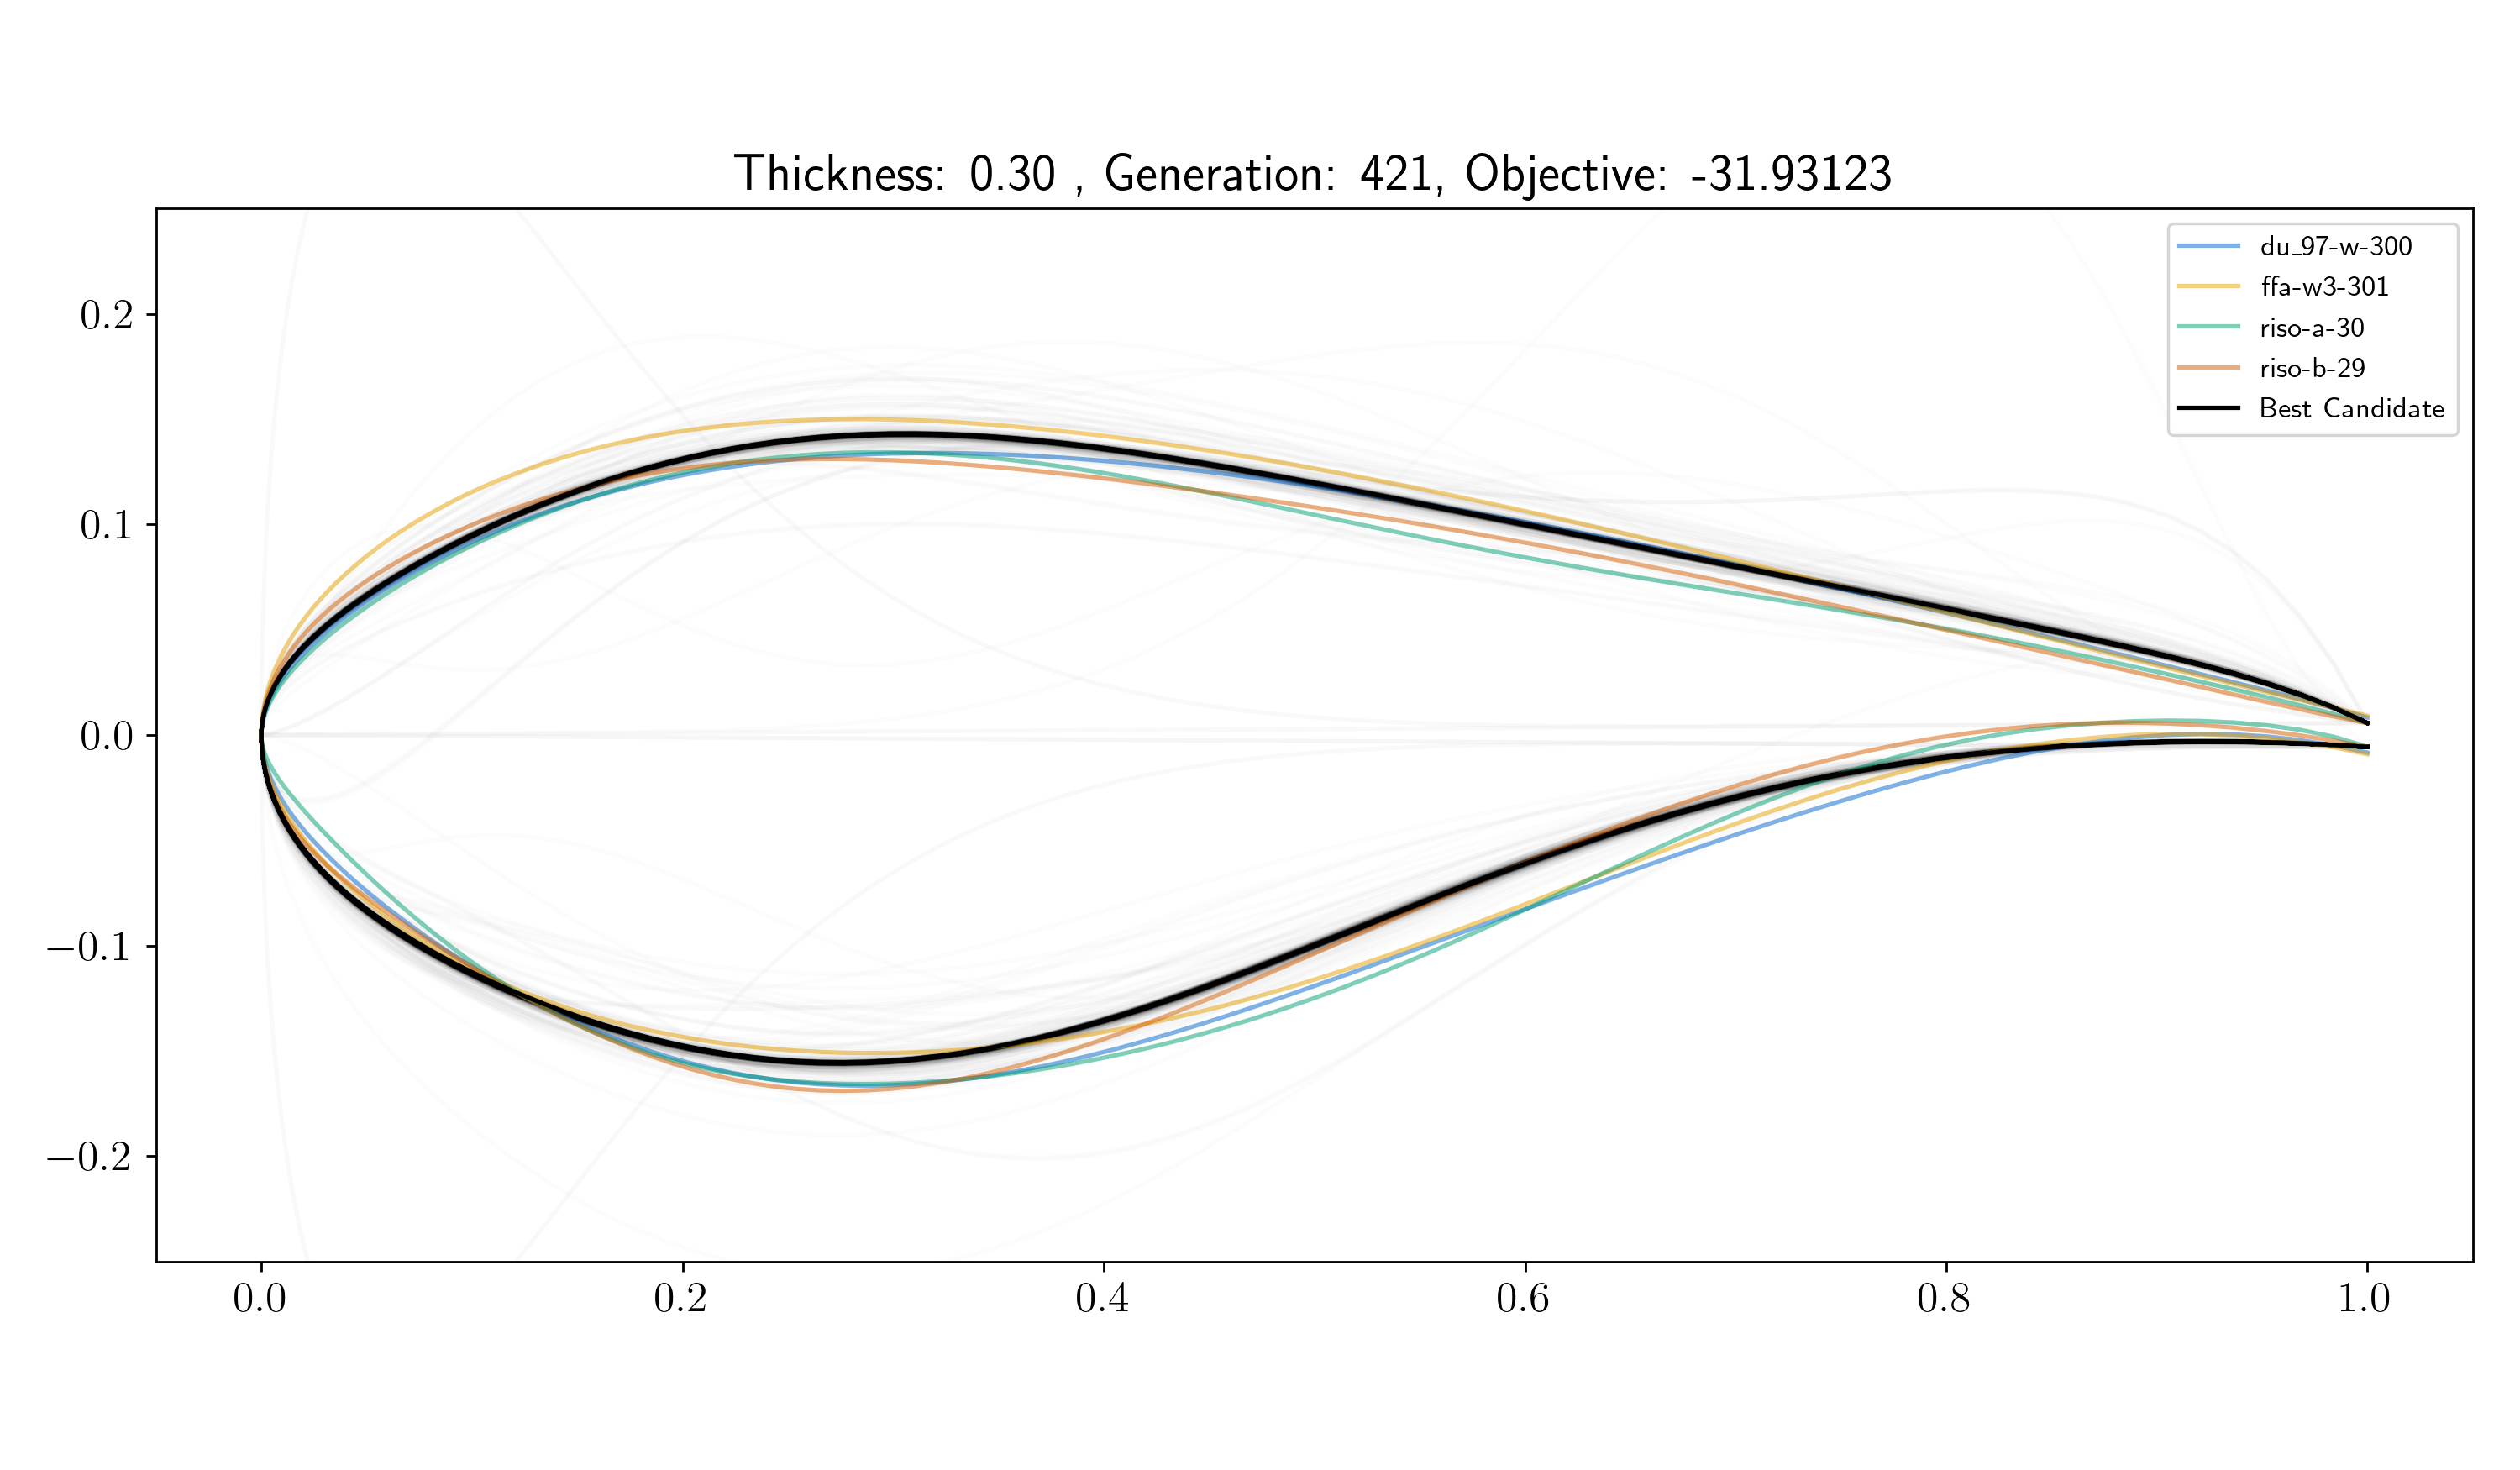 Thickness: 0.30 , Generation: 421, Objective: -31.93123
du_97-w-300
ffa-w3-301
riso-a-30
riso-b-29
Best Candidate
0.2
0.1
0.0
−0.1
−0.2
0.0 0.2 0.4 0.6 0.8 1.0